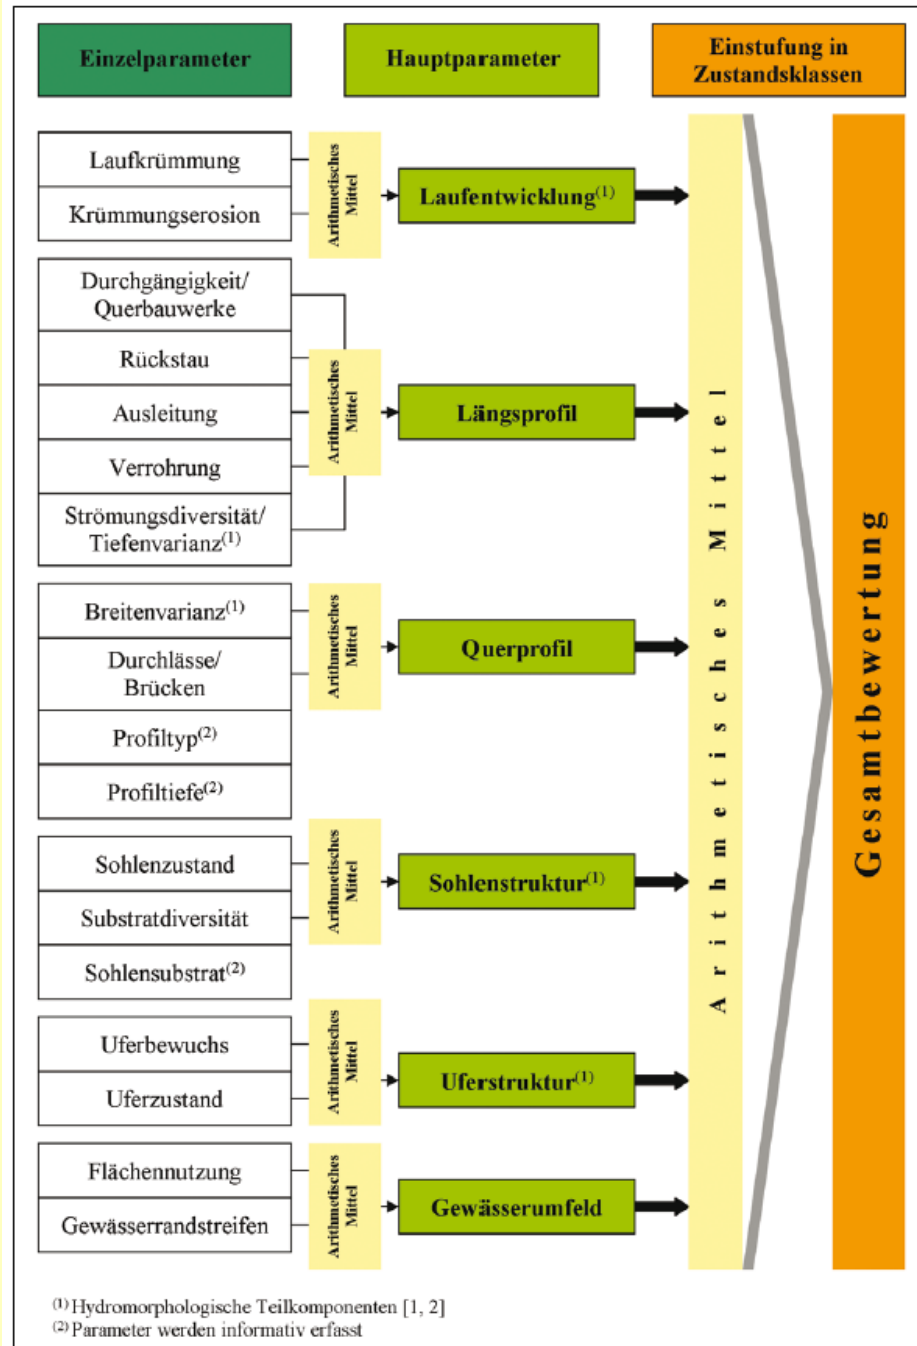 Einzelparameter
Hauptparameter
Einstufung in
Zustandsklassen
Laufkrümmung
Krümmungserosion
Arithmetisches
Mittel
Laufentwicklung(1)
Durchgängigkeit/
Querbauwerke
Rückstau
Ausleitung
Verrohrung
Strömungsdiversität/
Tiefenvarianz(1)
Arithmetisches
Mittel
Längsprofil
Breitenvarianz(1)
Durchlässe/
Brücken
Profiltyp(2)
Profiltiefe(2)
Arithmetisches
Mittel
Querprofil
Sohlenzustand
Substratdiversität
Sohlensubstrat(2)
Arithmetisches
Mittel
Sohlenstruktur(1)
Uferbewuchs
Uferzustand
Arithmetisches
Mittel
Uferstruktur(1)
Flächennutzung
Gewässerrandstreifen
Arithmetisches
Mittel
Gewässerumfeld
Arithmetisches Mittel
Gesamtbewertung
(1) Hydromorphologische Teilkomponenten [1, 2]
(2) Parameter werden informativ erfasst